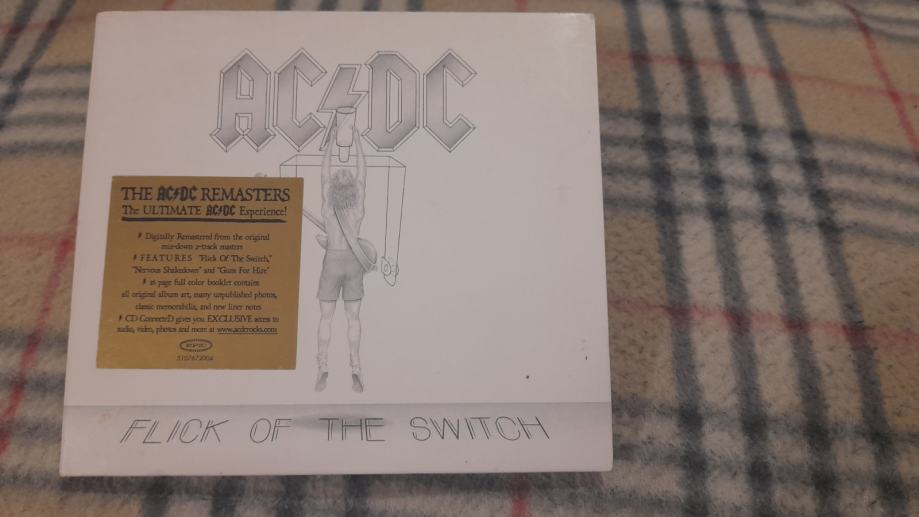 AC⚡DC
THE AC⚡DC REMASTERS
The ULTIMATE AC⚡DC Experience!
Digitally Remastered from the original
mix-down 2-track masters
FEATURES "Flick Of The Switch,"
"Nervous Shakedown" and "Guns For Hire"
16 page full color booklet contains
all original album art, many unpublished photos,
classic memorabilia, and new liner notes
CD ConnecteD gives you EXCLUSIVE access to
audio, video, photos and more at www.acdcrocks.com
EPIC
5107672004
FLICK OF THE SWITCH